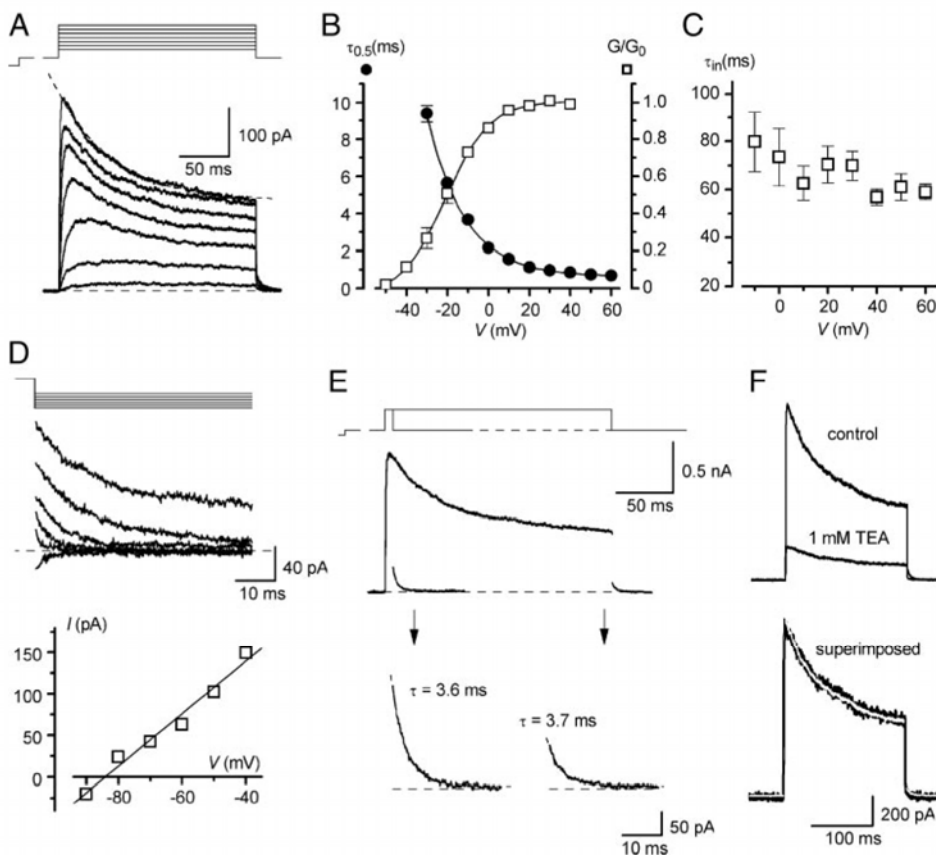 A
100 pA
50 ms
B
τ0.5(ms)
G/G0
10
8
6
4
2
0
1.0
0.8
0.6
0.4
0.2
0
-40
-20
0
20
40
60
V (mV)
C
τin(ms)
100
80
60
40
20
0
20
40
60
V (mV)
D
40 pA
10 ms
I (pA)
150
100
50
0
V (mV)
-80
-60
-40
E
0.5 nA
50 ms
τ = 3.6 ms
τ = 3.7 ms
50 pA
10 ms
F
control
1 mM TEA
superimposed
200 pA
100 ms